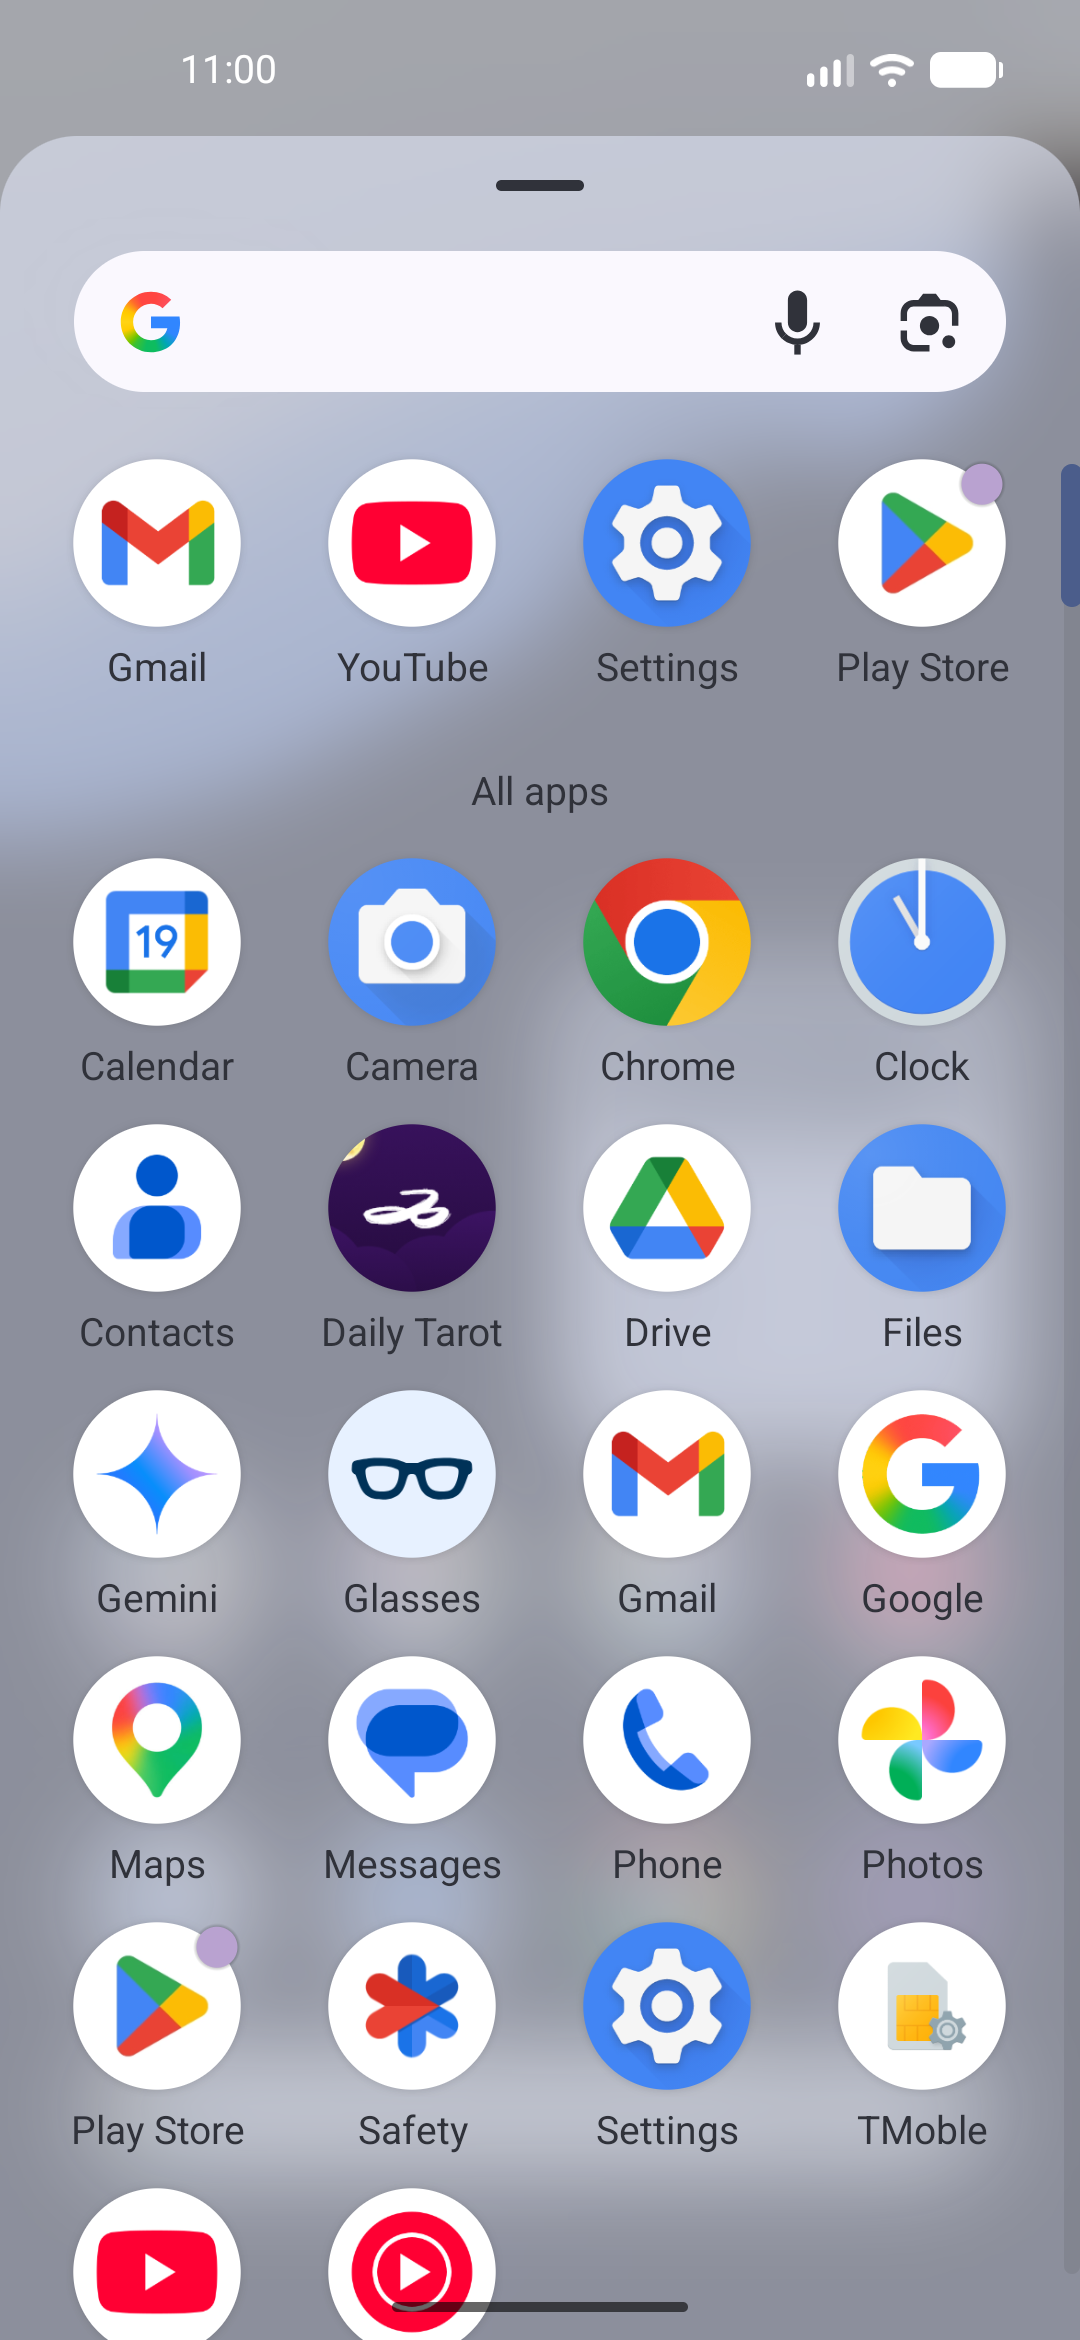 11:00
Gmail YouTube Settings Play Store
All apps
19
Calendar Camera Chrome Clock
Contacts Daily Tarot Drive Files
Gemini Glasses Gmail Google
Maps Messages Phone Photos
Play Store Safety Settings TMoble